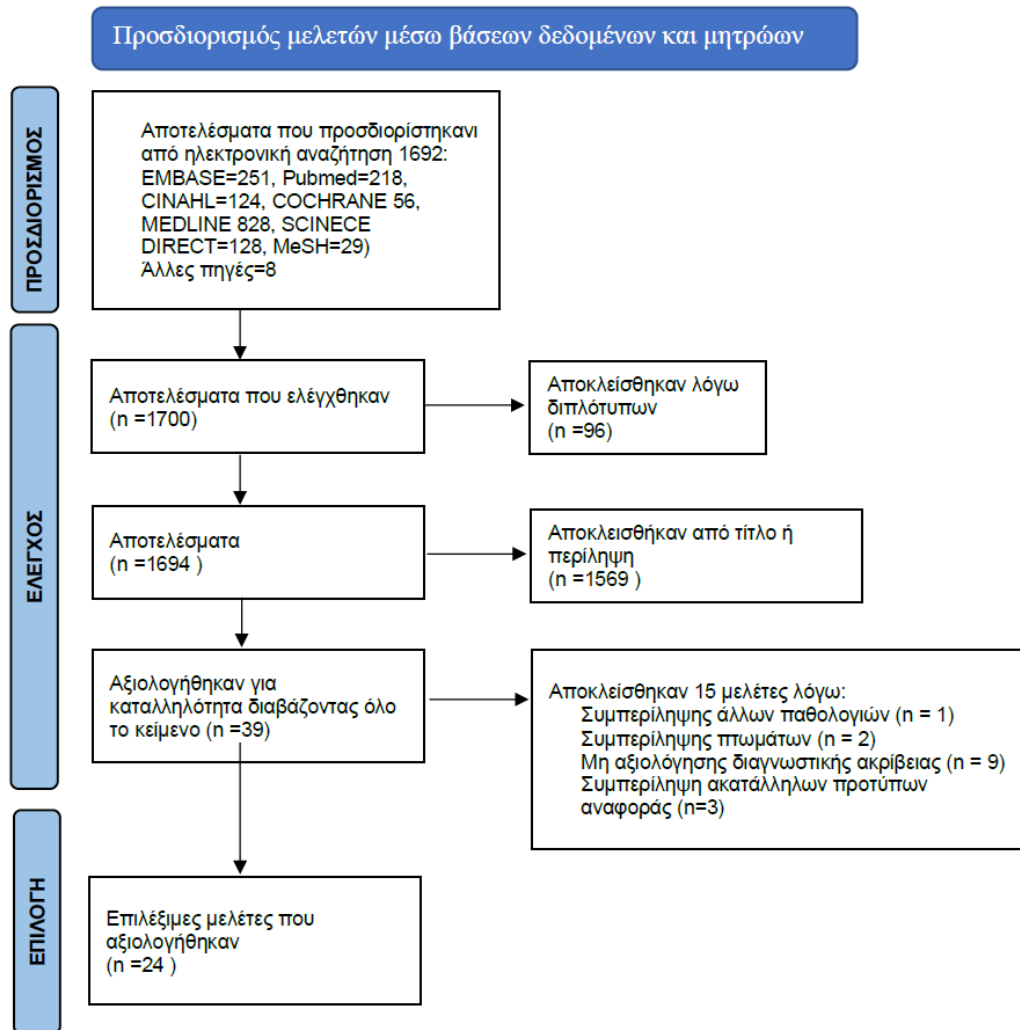 Προσδιορισμός μελετών μέσω βάσεων δεδομένων και μητρώων
ΠΡΟΣΔΙΟΡΙΣΜΟΣ
Αποτελέσματα που προσδιορίστηκανι
από ηλεκτρονική αναζήτηση 1692:
EMBASE=251, Pubmed=218,
CINAHL=124, COCHRANE 56,
MEDLINE 828, SCINECE
DIRECT=128, MeSH=29)
Άλλες πηγές=8
ΕΛΕΓΧΟΣ
Αποτελέσματα που ελέγχθηκαν
(n =1700)
Αποκλείσθηκαν λόγω
διπλότυπων
(n =96)
Αποτελέσματα
(n =1694 )
Αποκλεισθήκαν από τίτλο ή
περίληψη
(n =1569 )
Αξιολογήθηκαν για
καταλληλότητα διαβάζοντας όλο
το κείμενο (n =39)
Αποκλείσθηκαν 15 μελέτες λόγω:
Συμπερίληψης άλλων παθολογιών (n = 1)
Συμπερίληψης πτωμάτων (n = 2)
Μη αξιολόγησης διαγνωστικής ακρίβειας (n = 9)
Συμπερίληψη ακατάλληλων προτύπων
αναφοράς (n=3)
ΕΠΙΛΟΓΗ
Επιλέξιμες μελέτες που
αξιολογήθηκαν
(n =24 )